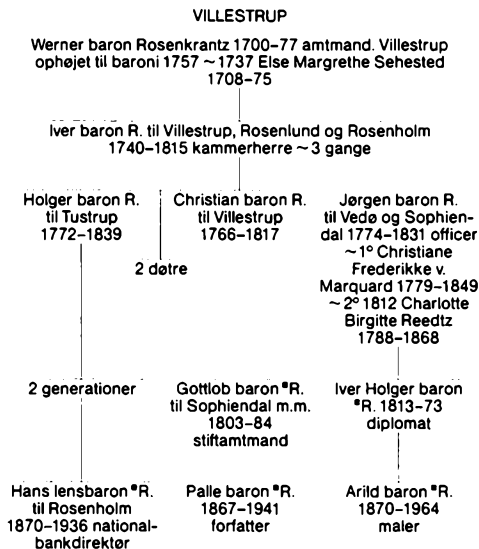 VILLESTRUP
Werner baron Rosenkrantz 1700–77 amtmand. Villestrup
ophøjet til baroni 1757 ~ 1737 Else Margrethe Sehested
1708–75
Iver baron R. til Villestrup, Rosenlund og Rosenholm
1740–1815 kammerherre ~ 3 gange
Holger baron R.
til Tustrup
1772–1839
2 døtre
Christian baron R.
til Villestrup
1766–1817
Jørgen baron R.
til Vedø og Sophien-
dal 1774–1831 officer
~ 1° Christiane
Frederikke v.
Marquard 1779–1849
~ 2° 1812 Charlotte
Birgitte Reedtz
1788–1868
2 generationer
Gottlob baron *R.
til Sophiendal m.m.
1803–84
stiftamtmand
Iver Holger baron
*R. 1813–73
diplomat
Hans lensbaron *R.
til Rosenholm
1870–1936 national-
bankdirektør
Palle baron *R.
1867–1941
forfatter
Arild baron *R.
1870–1964
maler